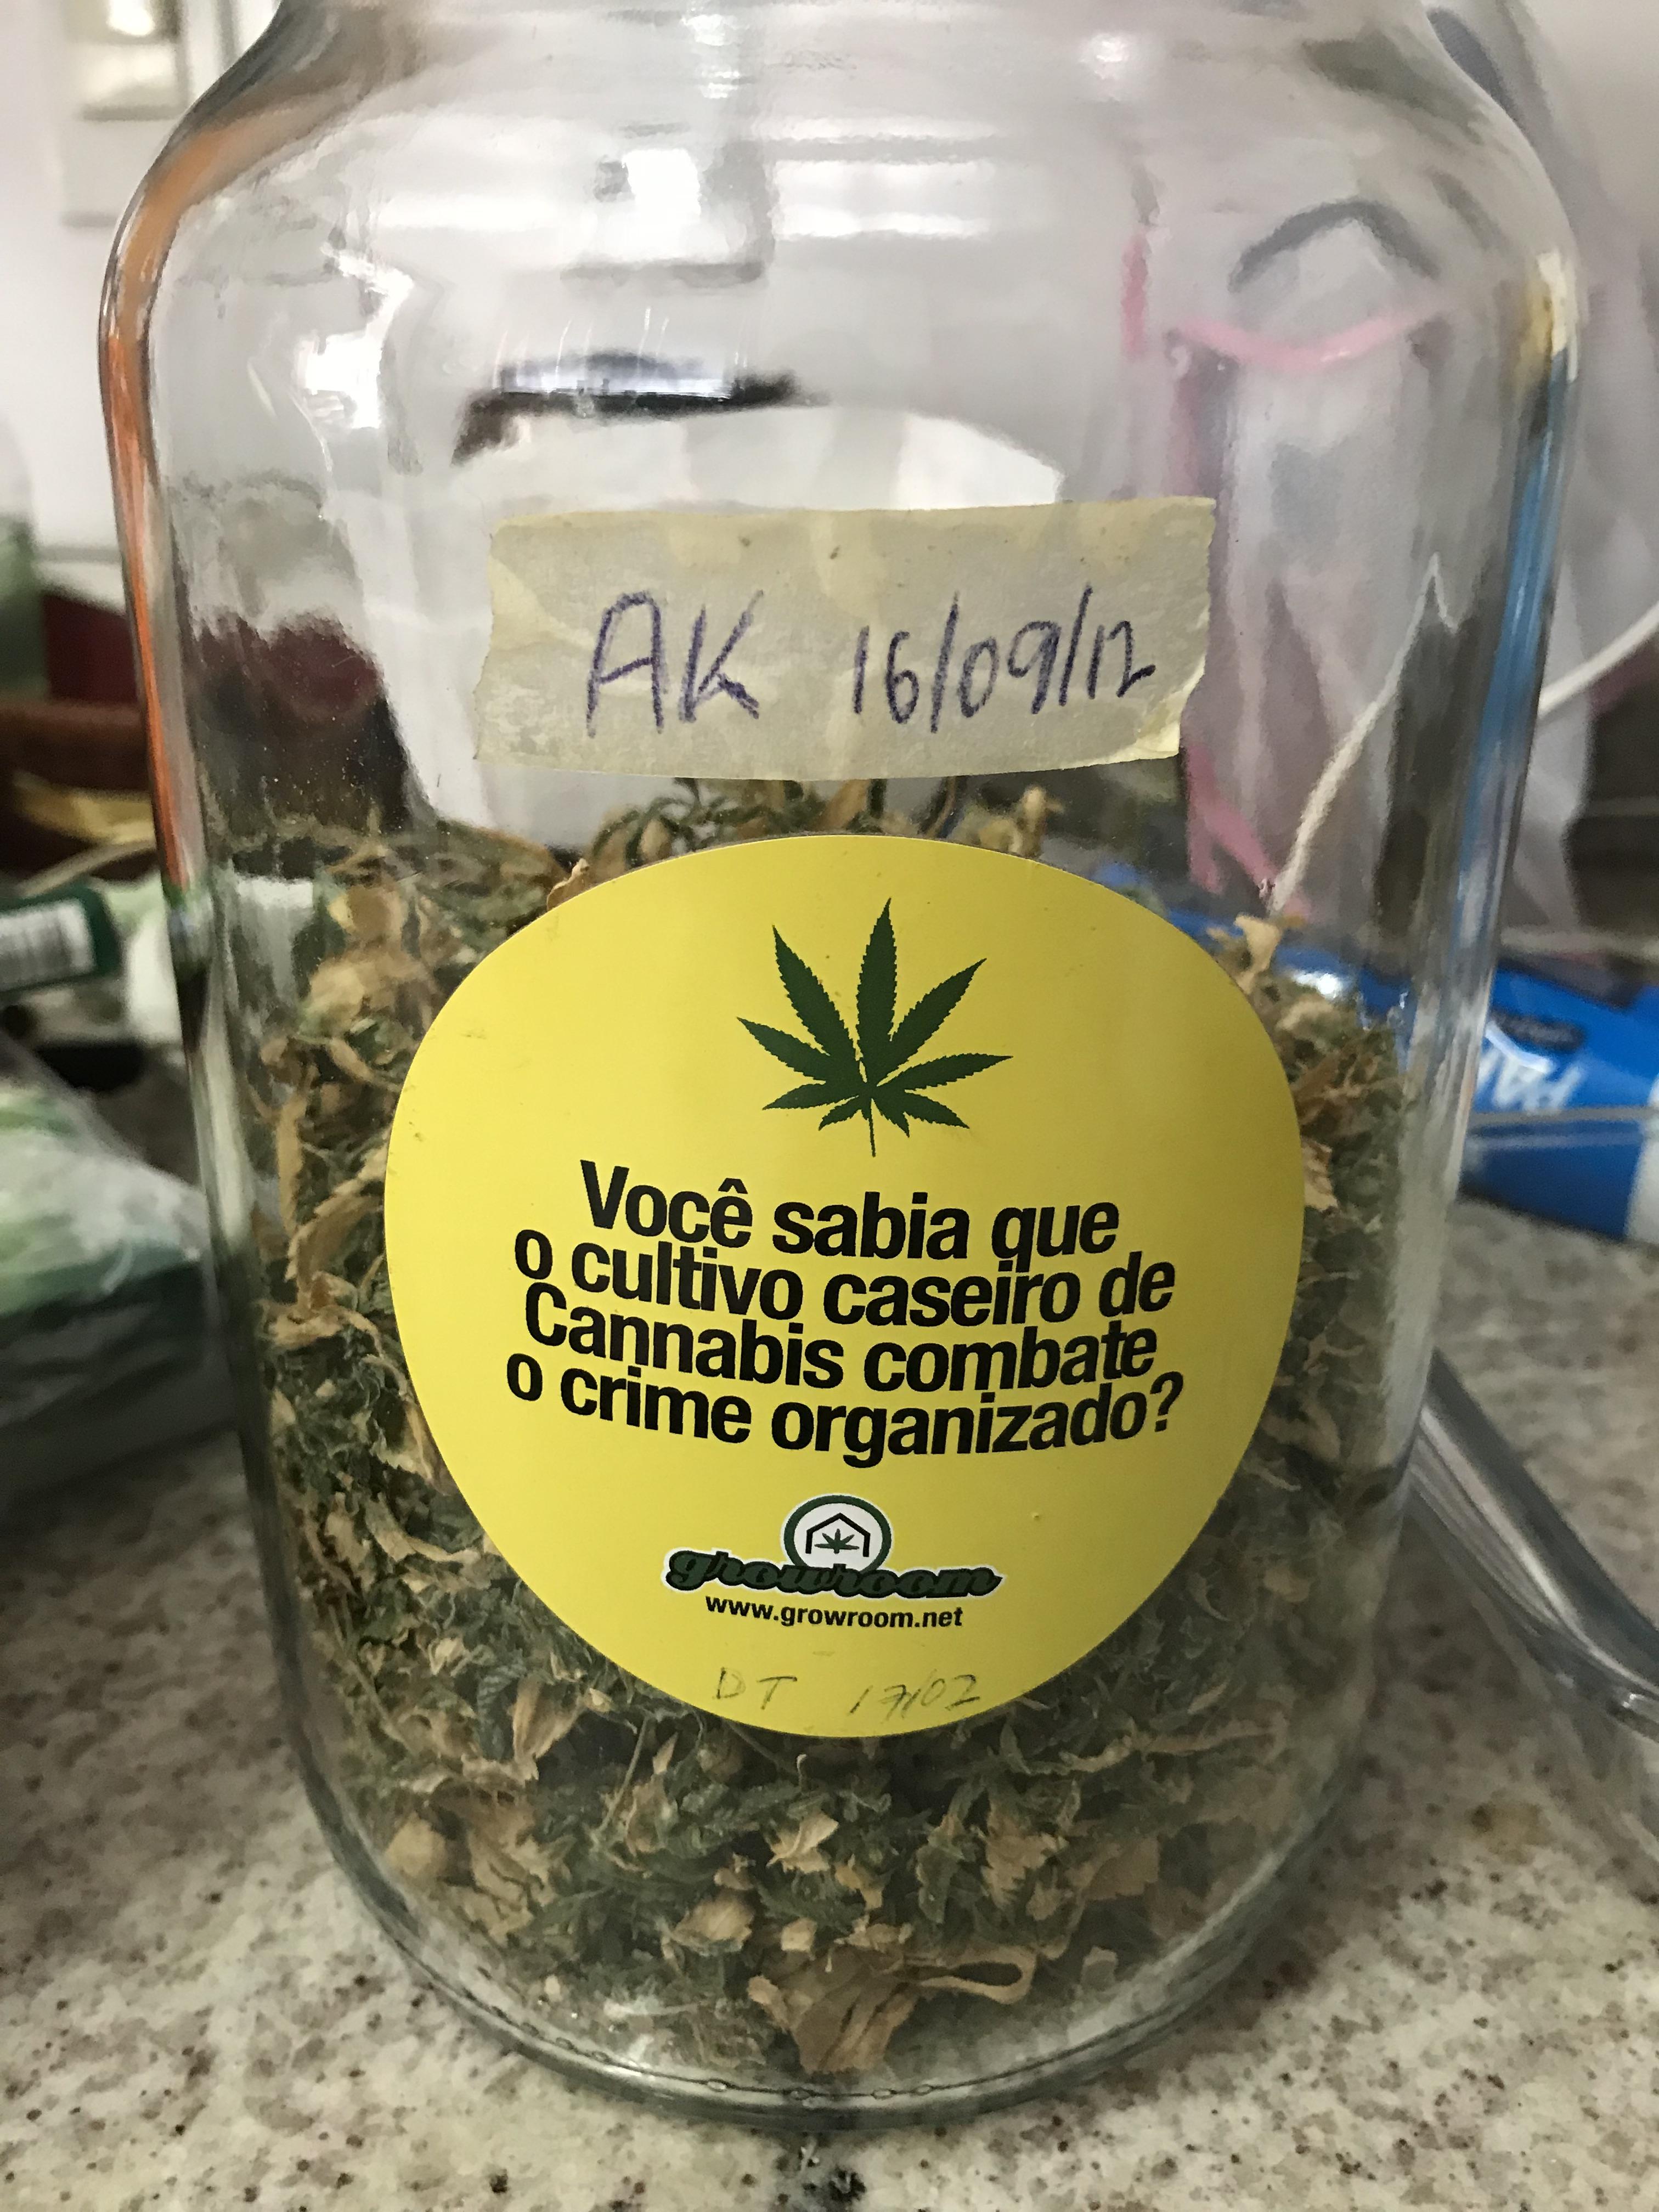 AK 16/09/12
Você sabia que
o cultivo caseiro de
Cannabis combate
o crime organizado?
growroom
www.growroom.net
DT 17/02